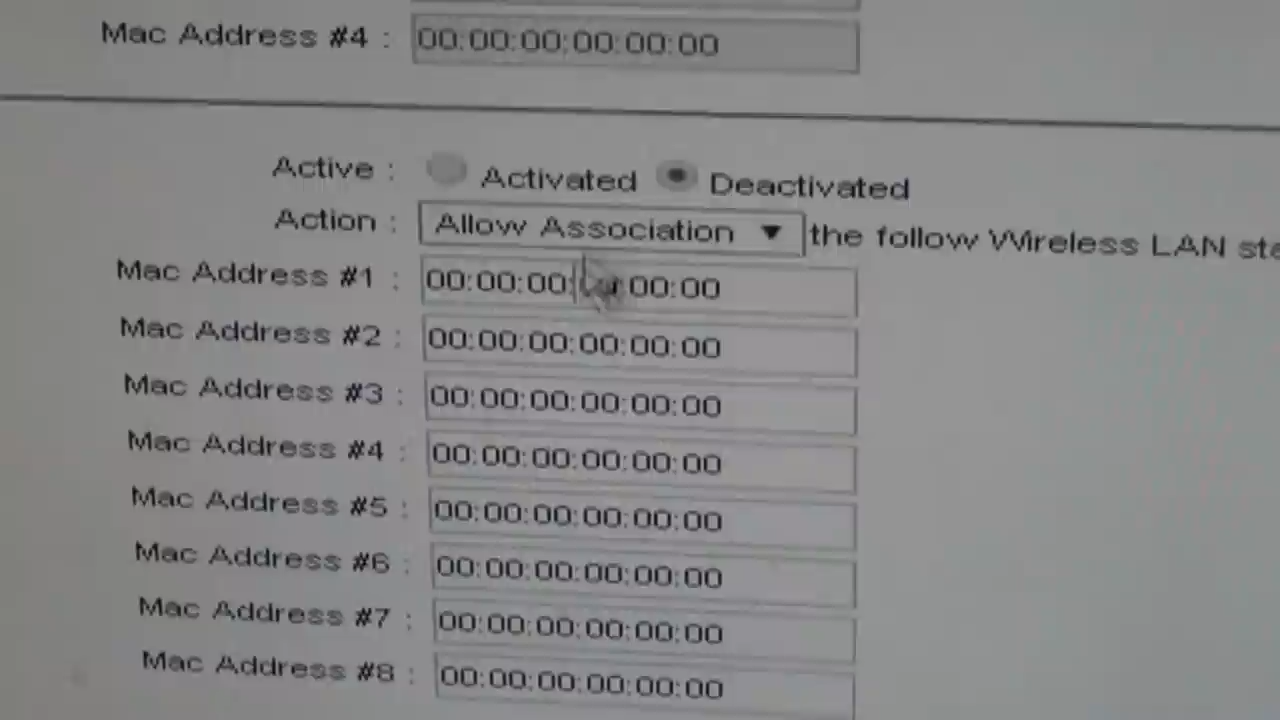 Mac Address #4 : 00:00:00:00:00:00
Active : Activated Deactivated
Action : Allow Association the follow Wireless LAN
Mac Address #1 : 00:00:00: 00:00
Mac Address #2 : 00:00:00:00:00:00
Mac Address #3 : 00:00:00:00:00:00
Mac Address #4 : 00:00:00:00:00:00
Mac Address #5 : 00:00:00:00:00:00
Mac Address #6 : 00:00:00:00:00:00
Mac Address #7 : 00:00:00:00:00:00
Mac Address #8 : 00:00:00:00:00:00